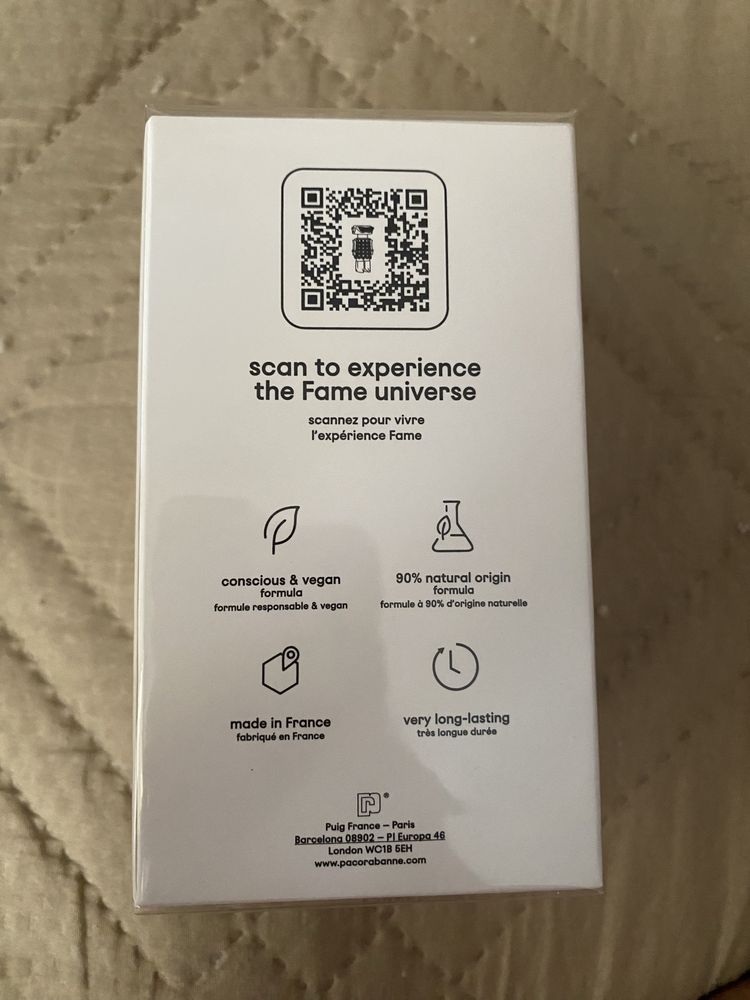 scan to experience
the Fame universe
scannez pour vivre
l'expérience Fame
conscious & vegan
formula
formule responsable & vegan
90% natural origin
formula
formule à 90% d'origine naturelle
made in France
fabriqué en France
very long-lasting
très longue durée
®
Puig France – Paris
Barcelona 08902 – Pl Europa 46
London WC1B 5EH
www.pacorabanne.com